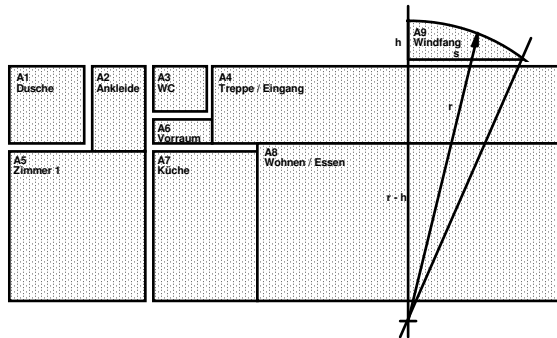 A9
Windfang
h
s
A1
Dusche
A2
Ankleide
A3
WC
A4
Treppe / Eingang
r
A6
Vorraum
A5
Zimmer 1
A7
Küche
A8
Wohnen / Essen
r - h